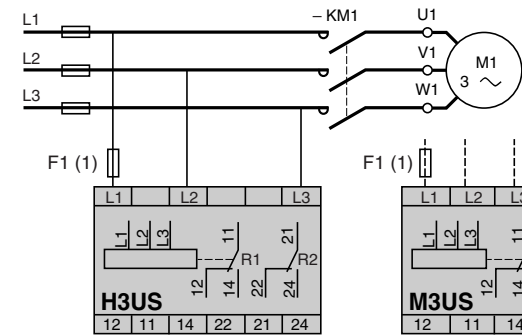 L1
– KM1
U1
L2
V1
M1
3
L3
W1
F1 (1)
F1 (1)
L1 L2 L3
L1 L2 L3
L1 L2 L3 11 21
L1 L2 L3 11
R1 R2
12 14 22 24
12 14
H3US
M3US
12 11 14 22 21 24
12 11 14